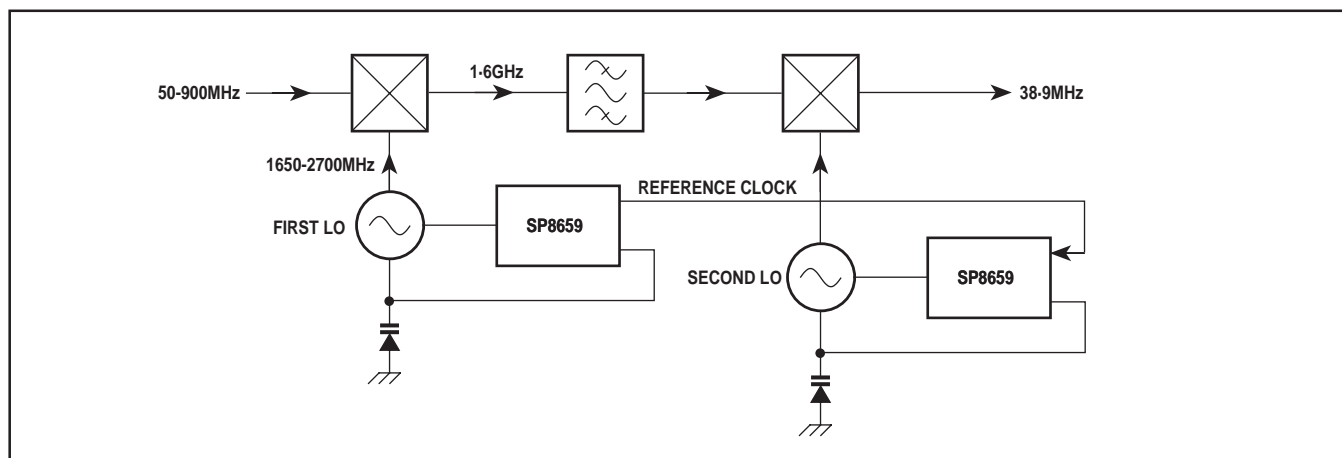 50-900MHz
1·6GHz
38·9MHz
1650-2700MHz
FIRST LO
SP8659
REFERENCE CLOCK
SECOND LO
SP8659